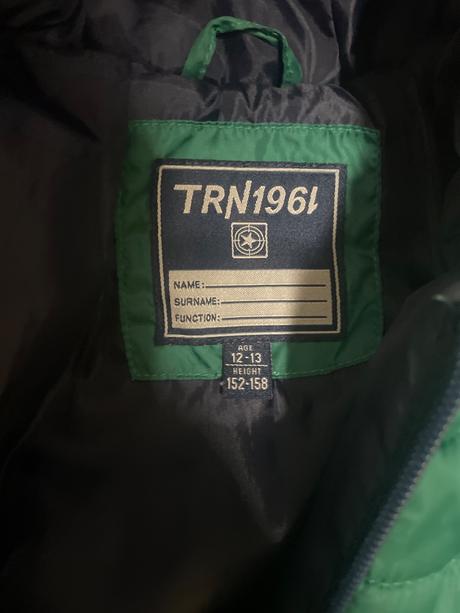 TRN1961
NAME:
SURNAME:
FUNCTION:
AGE
12-13
HEIGHT
152-158